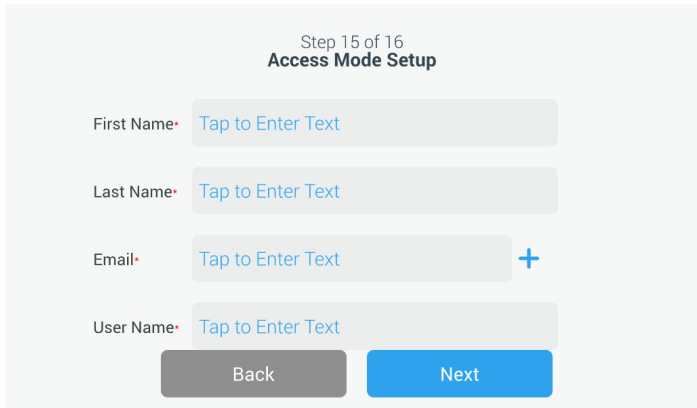 Step 15 of 16
Access Mode Setup
First Name*
Tap to Enter Text
Last Name*
Tap to Enter Text
Email*
Tap to Enter Text
+
User Name*
Tap to Enter Text
Back
Next